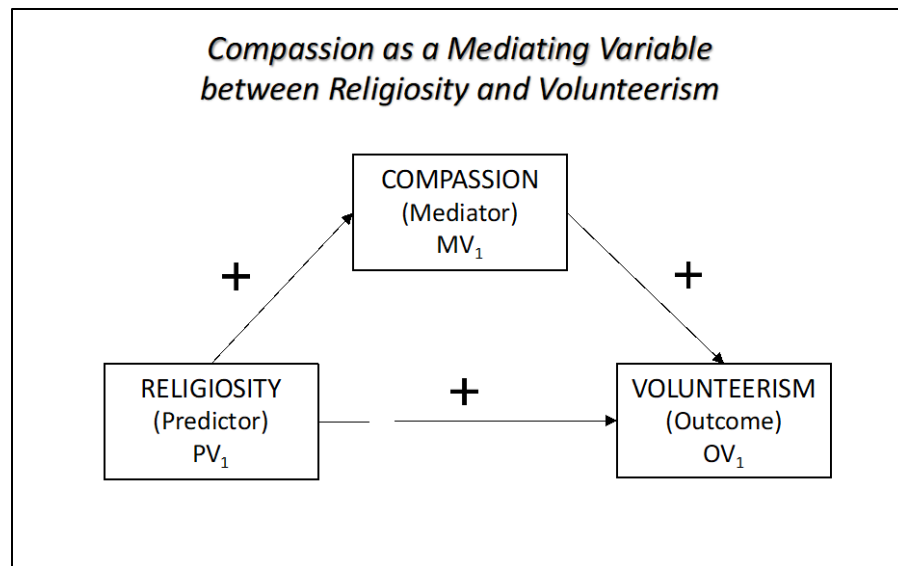 Compassion as a Mediating Variable
between Religiosity and Volunteerism
COMPASSION
(Mediator)
MV₁
+
+
RELIGIOSITY
(Predictor)
PV₁
+
VOLUNTEERISM
(Outcome)
OV₁